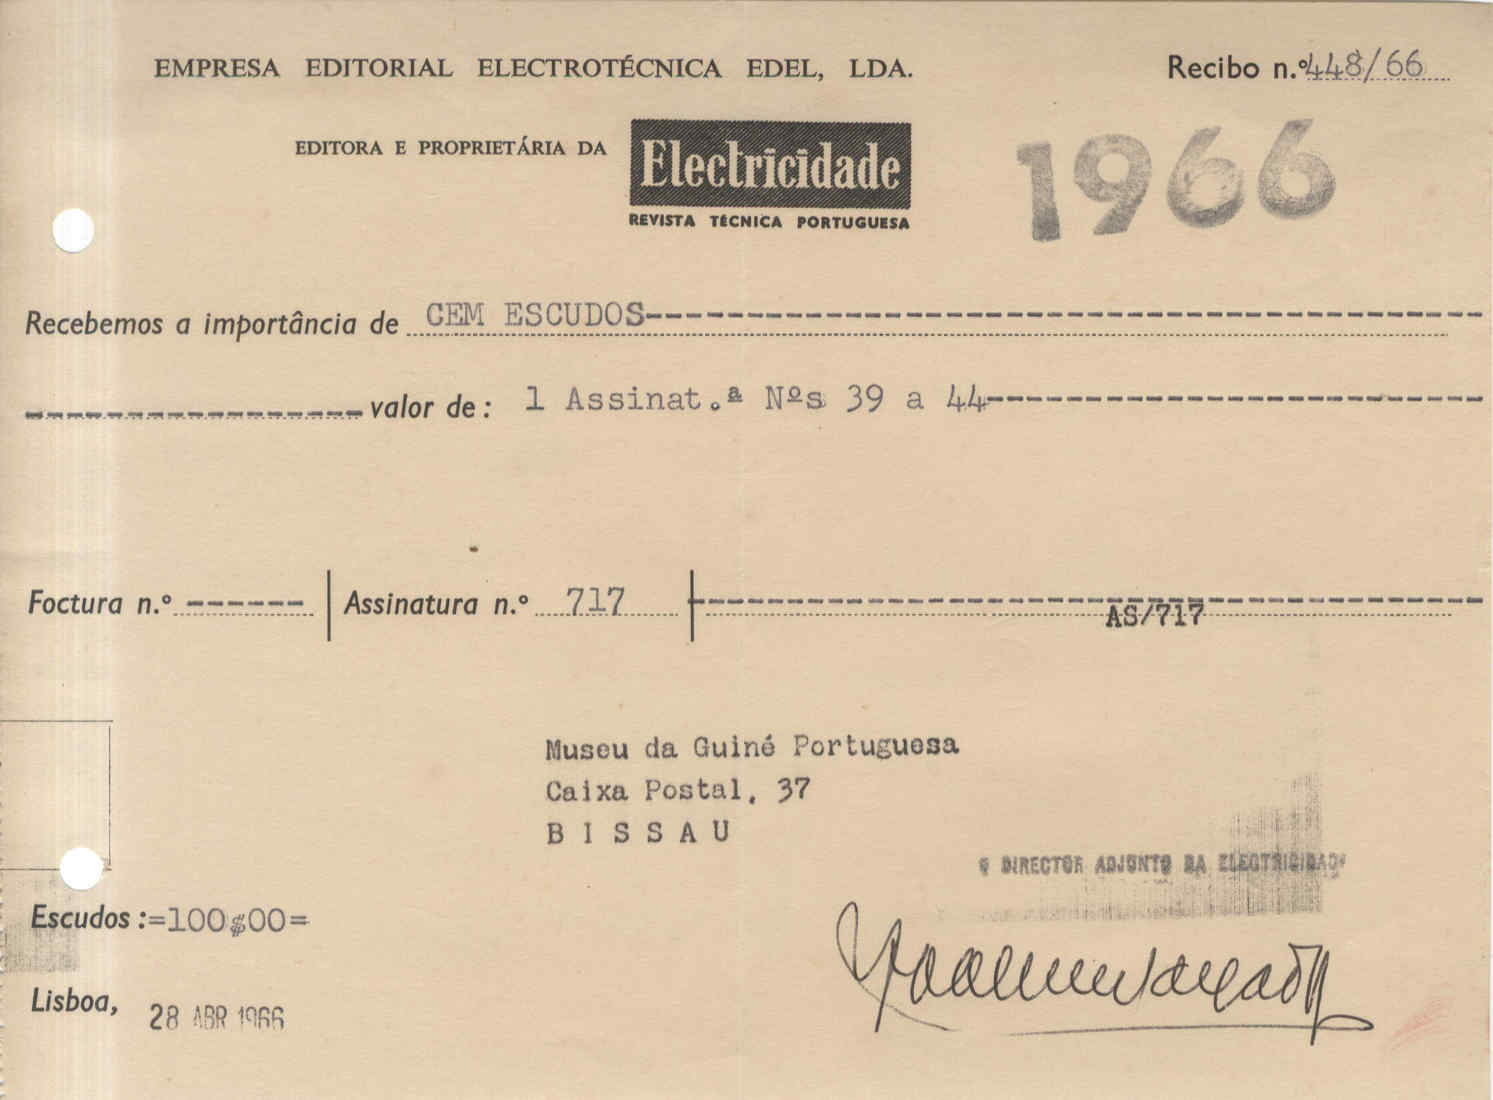 EMPRESA EDITORIAL ELECTROTÉCNICA EDEL, LDA.
Recibo n.º 448/66
EDITORA E PROPRIETÁRIA DA
Electricidade
REVISTA TECNICA PORTUGUESA
1966
Recebemos a importância de CEM ESCUDOS
valor de: 1 Assinat.ª Nºs 39 a 44
Foctura n.º ------ Assinatura n.º 717
AS/717
Museu da Guiné Portuguesa
Caixa Postal, 37
BISSAU
O DIRECTOR ADJUNTO DA ELECTRICIDADE
Escudos :=100$00=
Lisboa, 28 ABR 1966